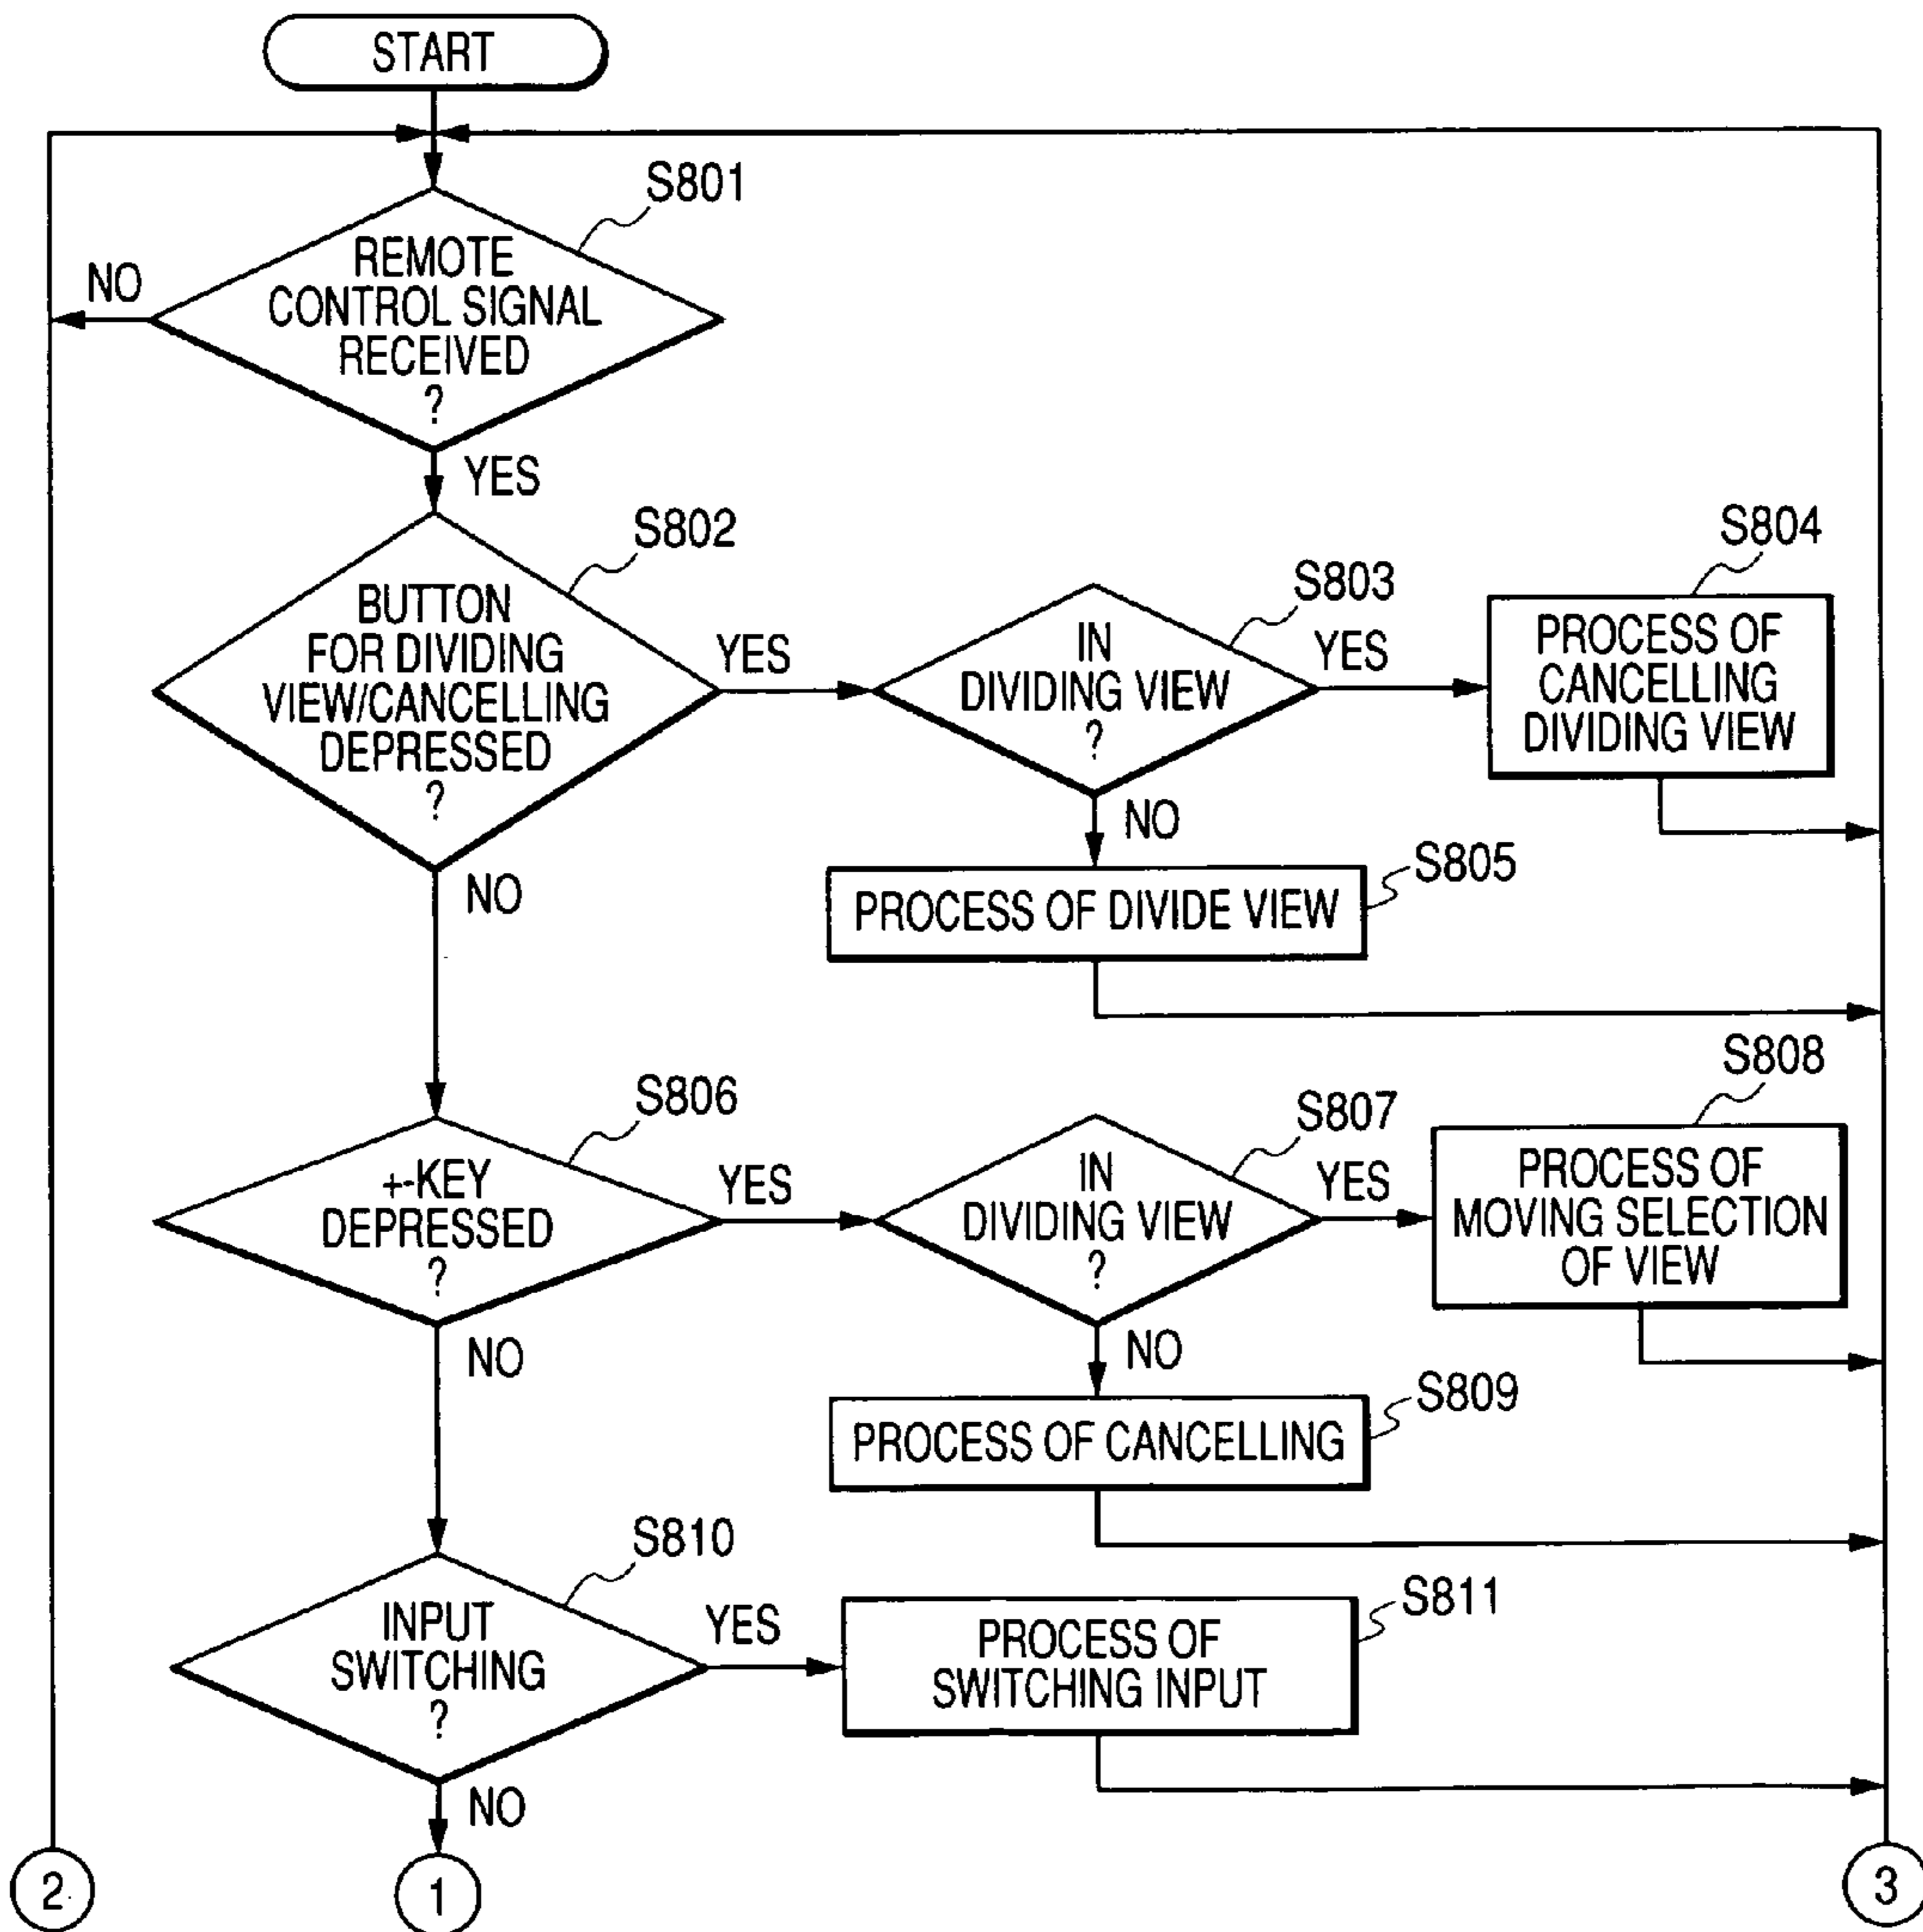 START
S801
REMOTE
CONTROL SIGNAL
RECEIVED
?
NO
YES
S802
BUTTON
FOR DIVIDING
VIEW/CANCELLING
DEPRESSED
?
YES
NO
S803
IN
DIVIDING VIEW
?
YES
NO
S804
PROCESS OF
CANCELLING
DIVIDING VIEW
S805
PROCESS OF DIVIDE VIEW
S806
+-KEY
DEPRESSED
?
YES
NO
S807
IN
DIVIDING VIEW
?
YES
NO
S808
PROCESS OF
MOVING SELECTION
OF VIEW
S809
PROCESS OF CANCELLING
S810
INPUT
SWITCHING
?
YES
NO
S811
PROCESS OF
SWITCHING INPUT
2
1
3